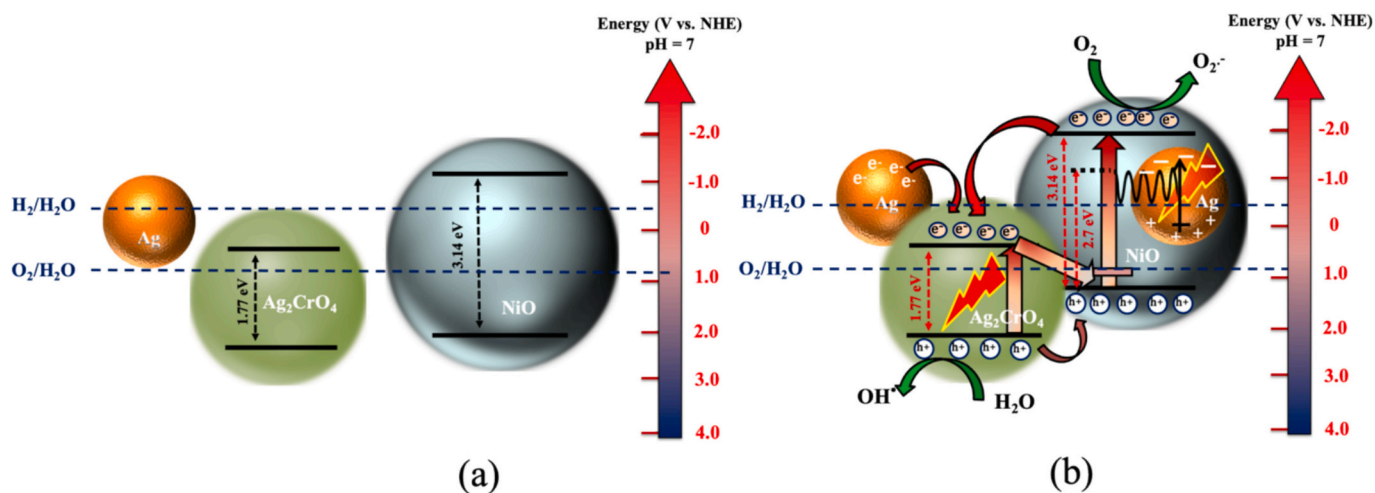 Energy (V vs. NHE)
pH = 7
-2.0
-1.0
0
1.0
2.0
3.0
4.0
H₂/H₂O
O₂/H₂O
Ag
1.77 eV
Ag₂CrO₄
3.14 eV
NiO
(a)
Energy (V vs. NHE)
pH = 7
-2.0
-1.0
0
1.0
2.0
3.0
4.0
O₂
O₂·-
e- e- e- e- e-
3.14 eV
2.7 eV
− − − −
Ag
+ + + + + +
NiO
h+ h+ h+ h+ h+
e- e- e- e-
Ag
H₂/H₂O
O₂/H₂O
e- e- e- e-
1.77 eV
Ag₂CrO₄
h+ h+ h+ h+
OH•
H₂O
(b)